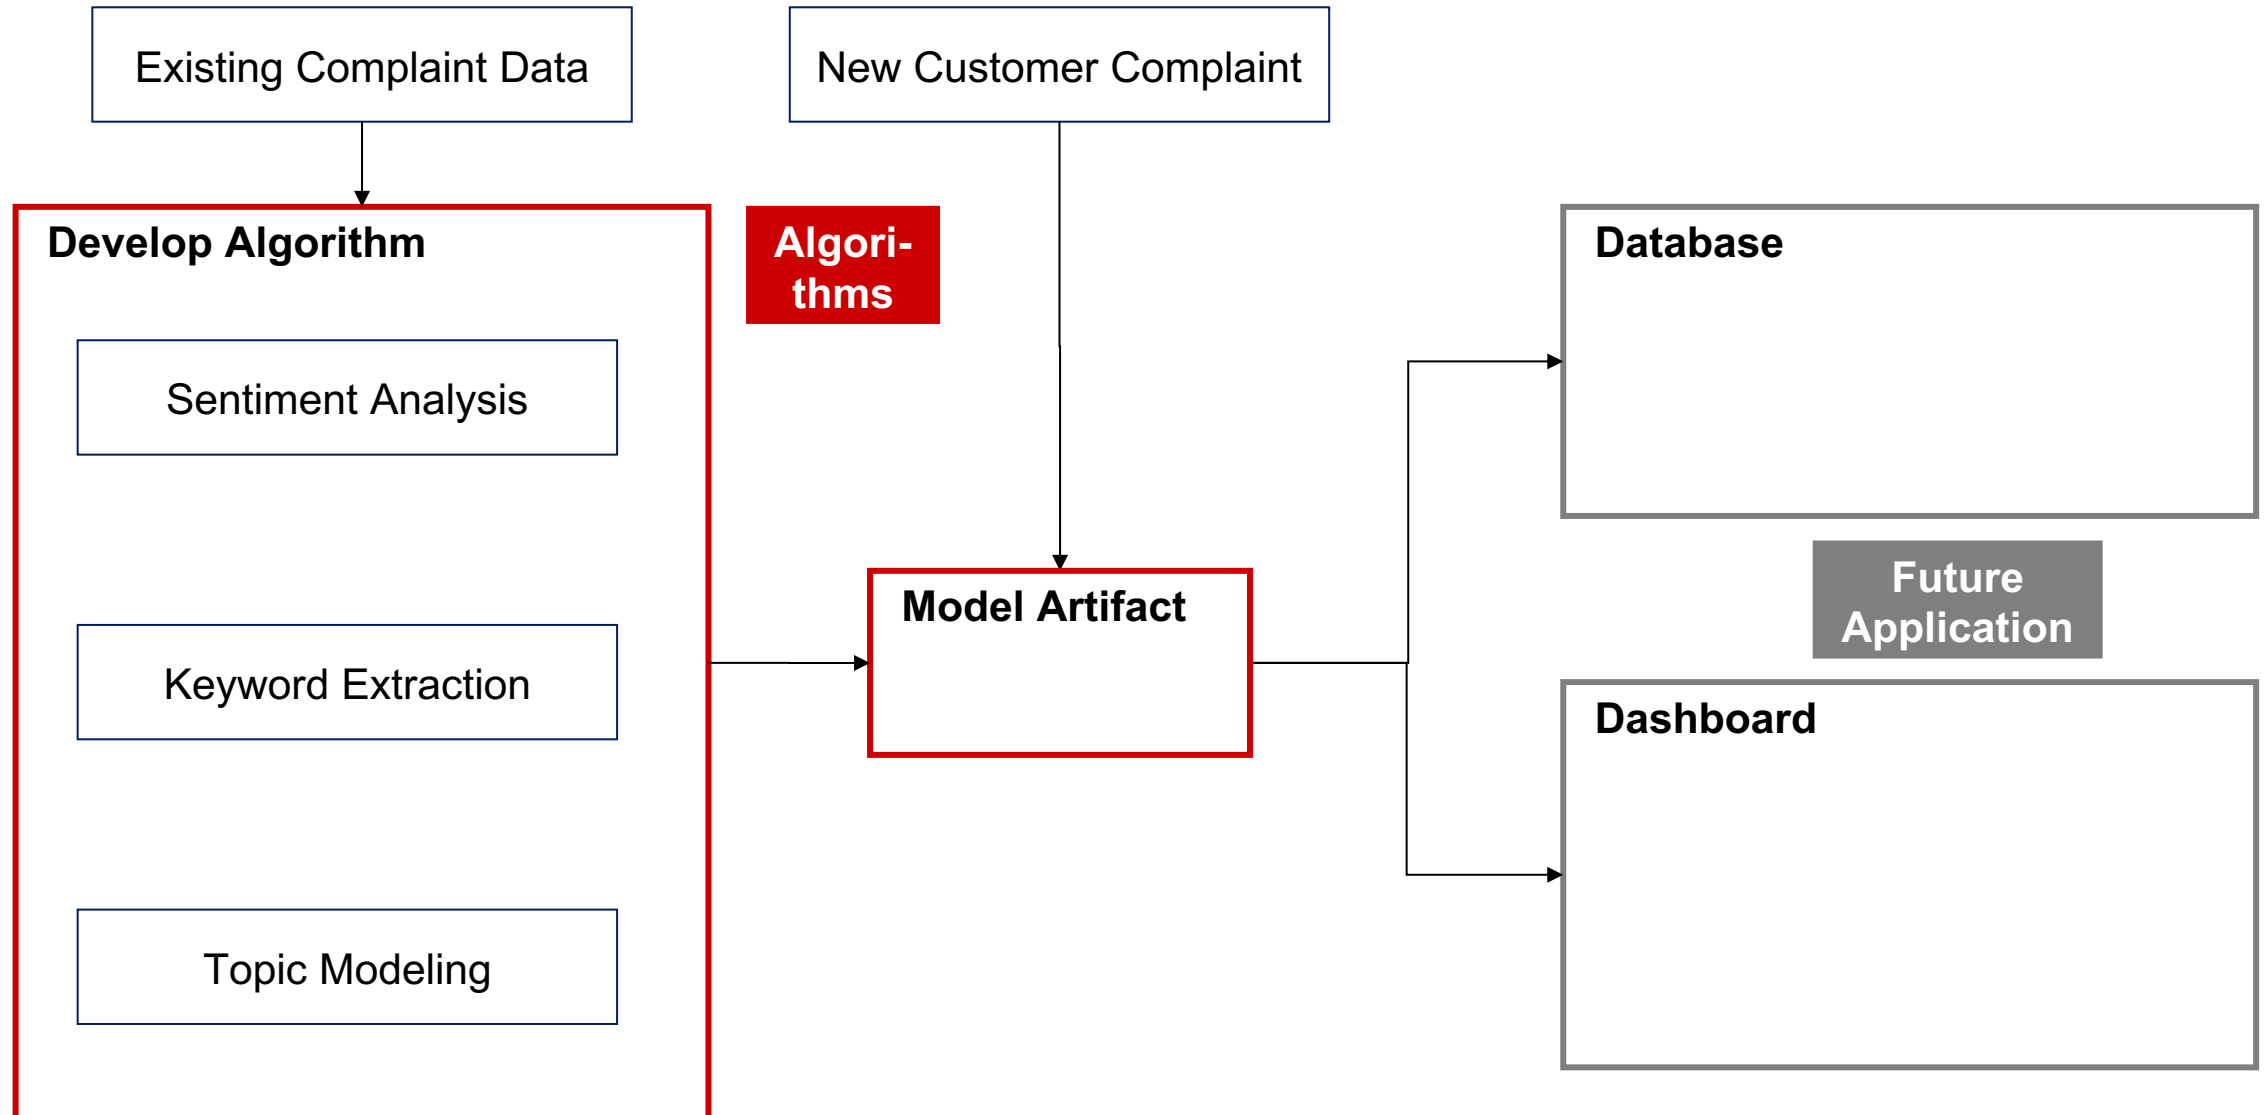 Existing Complaint Data
New Customer Complaint
Develop Algorithm
Algori-
thms
Database
Sentiment Analysis
Future
Application
Model Artifact
Keyword Extraction
Dashboard
Topic Modeling